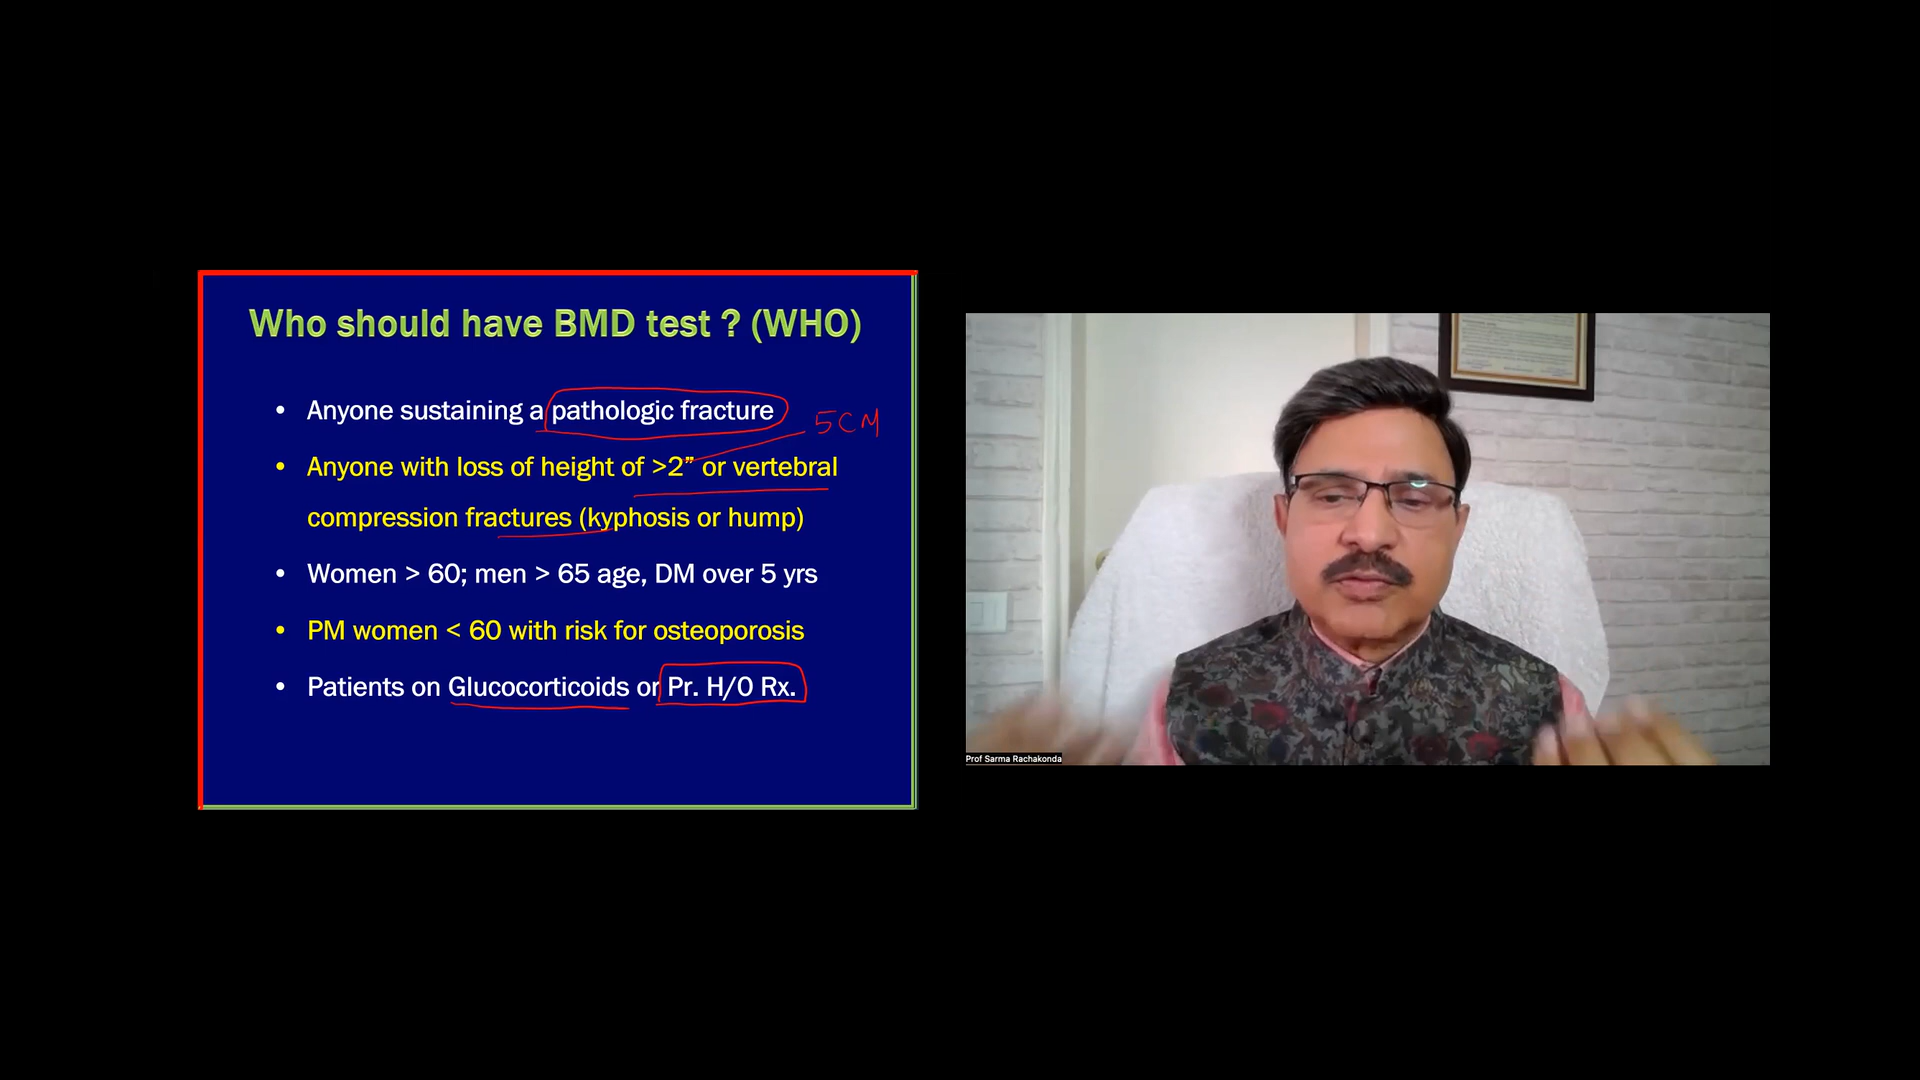 Who should have BMD test ? (WHO)
• Anyone sustaining a pathologic fracture
5CM
• Anyone with loss of height of >2” or vertebral
compression fractures (kyphosis or hump)
• Women > 60; men > 65 age, DM over 5 yrs
• PM women < 60 with risk for osteoporosis
• Patients on Glucocorticoids or Pr. H/O Rx.
Prof Sarma Rachakonda